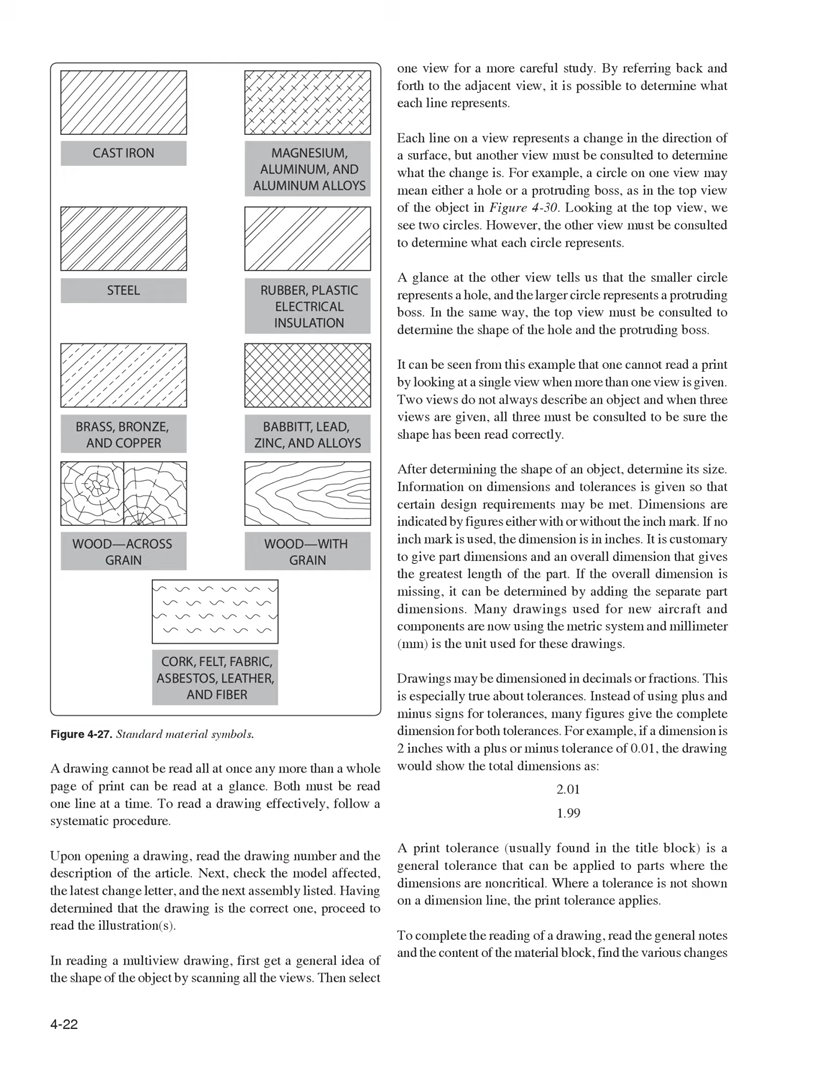 CAST IRON
MAGNESIUM,
ALUMINUM, AND
ALUMINUM ALLOYS
STEEL
RUBBER, PLASTIC
ELECTRICAL
INSULATION
BRASS, BRONZE,
AND COPPER
BABBITT, LEAD,
ZINC, AND ALLOYS
WOOD—ACROSS
GRAIN
WOOD—WITH
GRAIN
CORK, FELT, FABRIC,
ASBESTOS, LEATHER,
AND FIBER
Figure 4-27. Standard material symbols.
A drawing cannot be read all at once any more than a whole
page of print can be read at a glance. Both must be read
one line at a time. To read a drawing effectively, follow a
systematic procedure.
Upon opening a drawing, read the drawing number and the
description of the article. Next, check the model affected,
the latest change letter, and the next assembly listed. Having
determined that the drawing is the correct one, proceed to
read the illustration(s).
In reading a multiview drawing, first get a general idea of
the shape of the object by scanning all the views. Then select
one view for a more careful study. By referring back and
forth to the adjacent view, it is possible to determine what
each line represents.
Each line on a view represents a change in the direction of
a surface, but another view must be consulted to determine
what the change is. For example, a circle on one view may
mean either a hole or a protruding boss, as in the top view
of the object in Figure 4-30. Looking at the top view, we
see two circles. However, the other view must be consulted
to determine what each circle represents.
A glance at the other view tells us that the smaller circle
represents a hole, and the larger circle represents a protruding
boss. In the same way, the top view must be consulted to
determine the shape of the hole and the protruding boss.
It can be seen from this example that one cannot read a print
by looking at a single view when more than one view is given.
Two views do not always describe an object and when three
views are given, all three must be consulted to be sure the
shape has been read correctly.
After determining the shape of an object, determine its size.
Information on dimensions and tolerances is given so that
certain design requirements may be met. Dimensions are
indicated by figures either with or without the inch mark. If no
inch mark is used, the dimension is in inches. It is customary
to give part dimensions and an overall dimension that gives
the greatest length of the part. If the overall dimension is
missing, it can be determined by adding the separate part
dimensions. Many drawings used for new aircraft and
components are now using the metric system and millimeter
(mm) is the unit used for these drawings.
Drawings may be dimensioned in decimals or fractions. This
is especially true about tolerances. Instead of using plus and
minus signs for tolerances, many figures give the complete
dimension for both tolerances. For example, if a dimension is
2 inches with a plus or minus tolerance of 0.01, the drawing
would show the total dimensions as:
2.01
1.99
A print tolerance (usually found in the title block) is a
general tolerance that can be applied to parts where the
dimensions are noncritical. Where a tolerance is not shown
on a dimension line, the print tolerance applies.
To complete the reading of a drawing, read the general notes
and the content of the material block, find the various changes
4-22